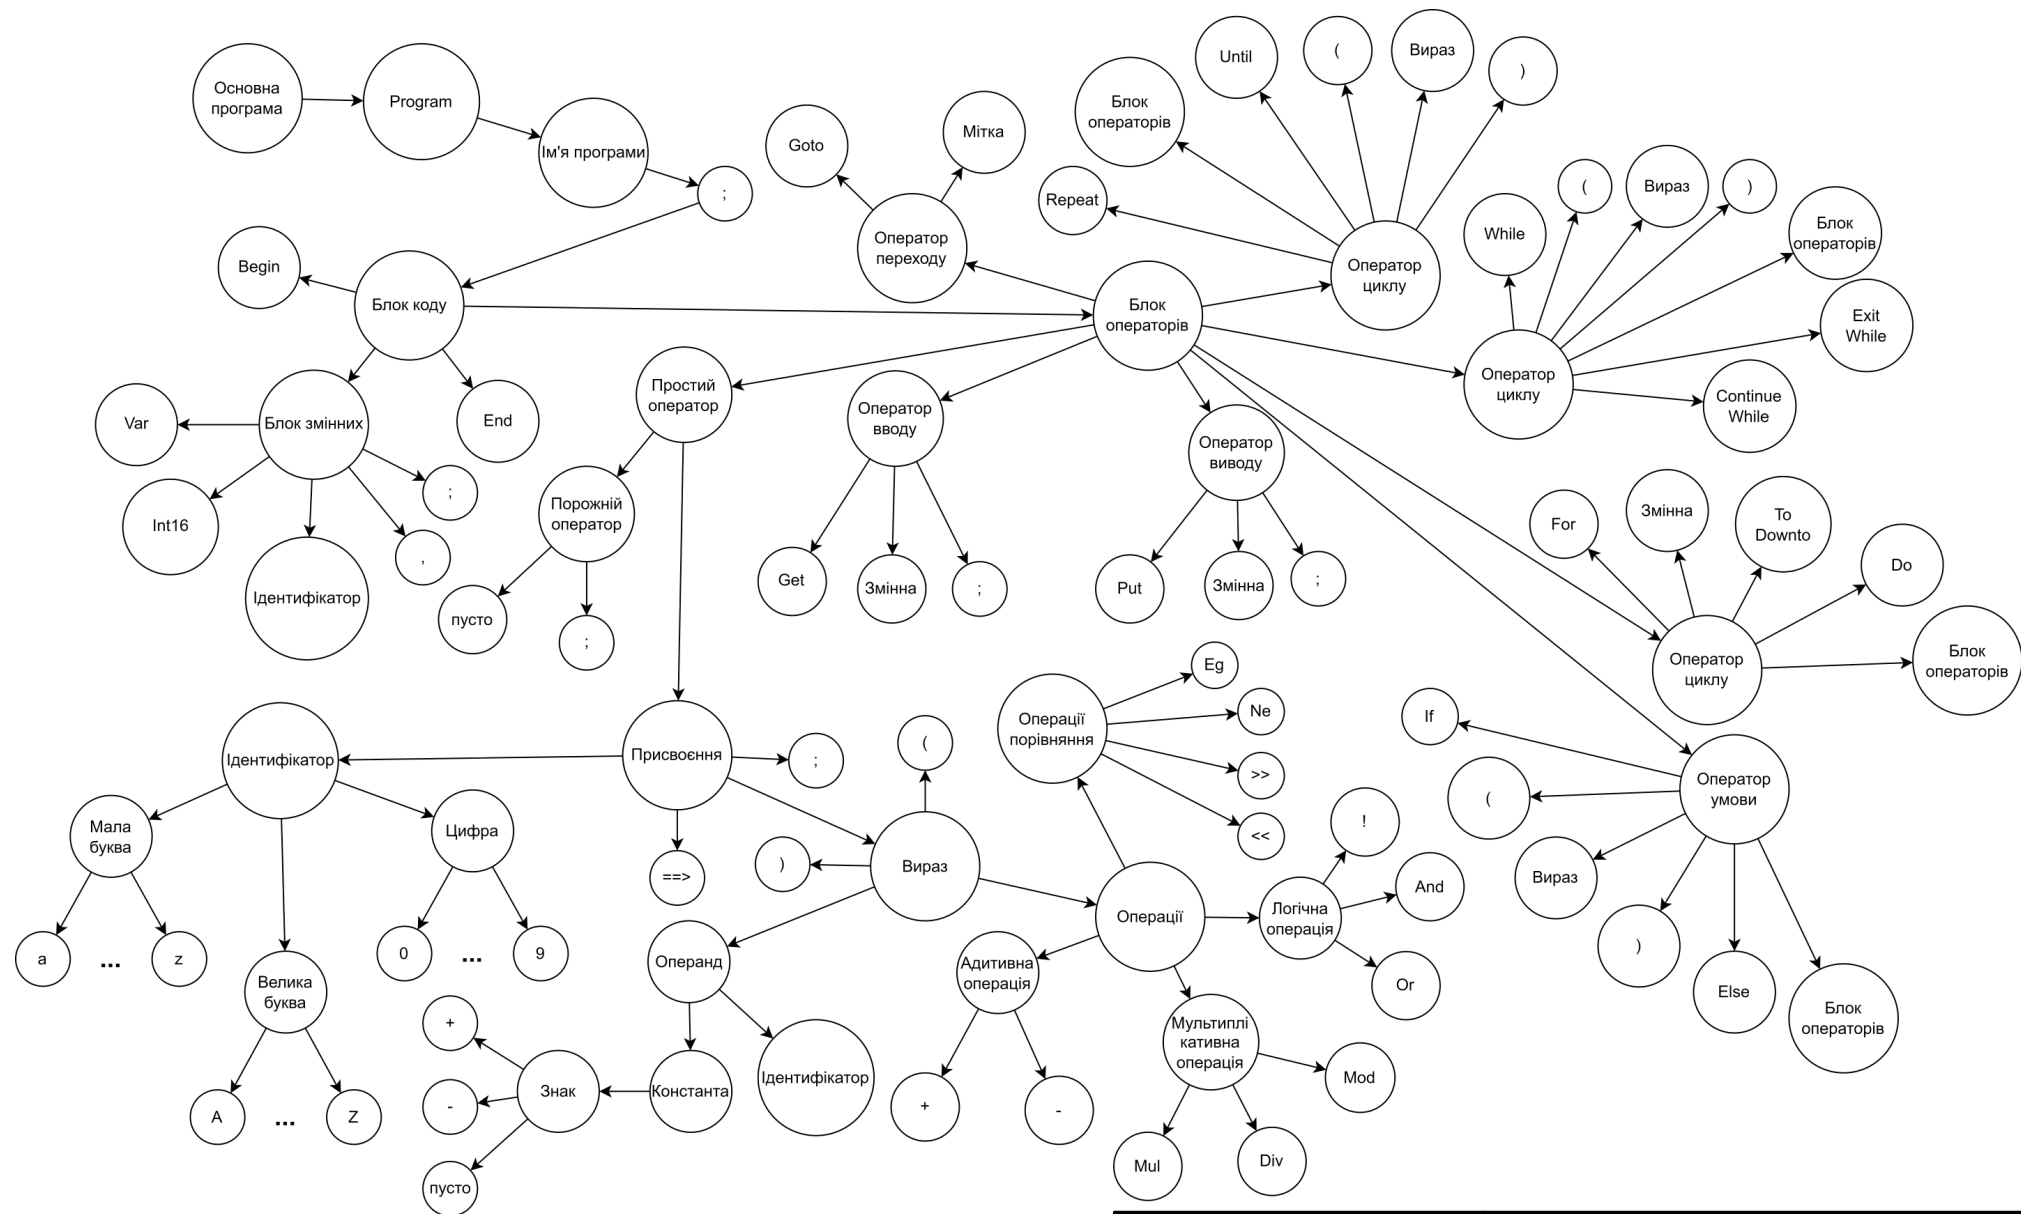 Основна
програма
Program
Ім'я програми
;
Goto
Мітка
Оператор
переходу
Блок
операторів
Until
(
Вираз
)
Repeat
Оператор
циклу
While
(
Вираз
)
Блок
операторів
Exit
While
Continue
While
Оператор
циклу
Begin
Блок коду
Блок
операторів
Var
Блок змінних
End
Int16
;
,
Ідентифікатор
Простий
оператор
Порожній
оператор
пусто
;
Оператор
вводу
Get
Змінна
;
Оператор
виводу
Put
Змінна
;
For
Змінна
To
Downto
Do
Оператор
циклу
Блок
операторів
Ідентифікатор
Мала
буква
Цифра
a
...
z
0
...
9
Велика
буква
A
...
Z
Присвоєння
;
==>
(
)
Вираз
Операції
порівняння
Eg
Ne
>>
<<
Операції
Логічна
операція
!
And
Or
Операнд
Адитивна
операція
+
-
Мультиплі
кативна
операція
Mod
Mul
Div
+
-
пусто
Знак
Константа
Ідентифікатор
If
(
Вираз
)
Оператор
умови
Else
Блок
операторів